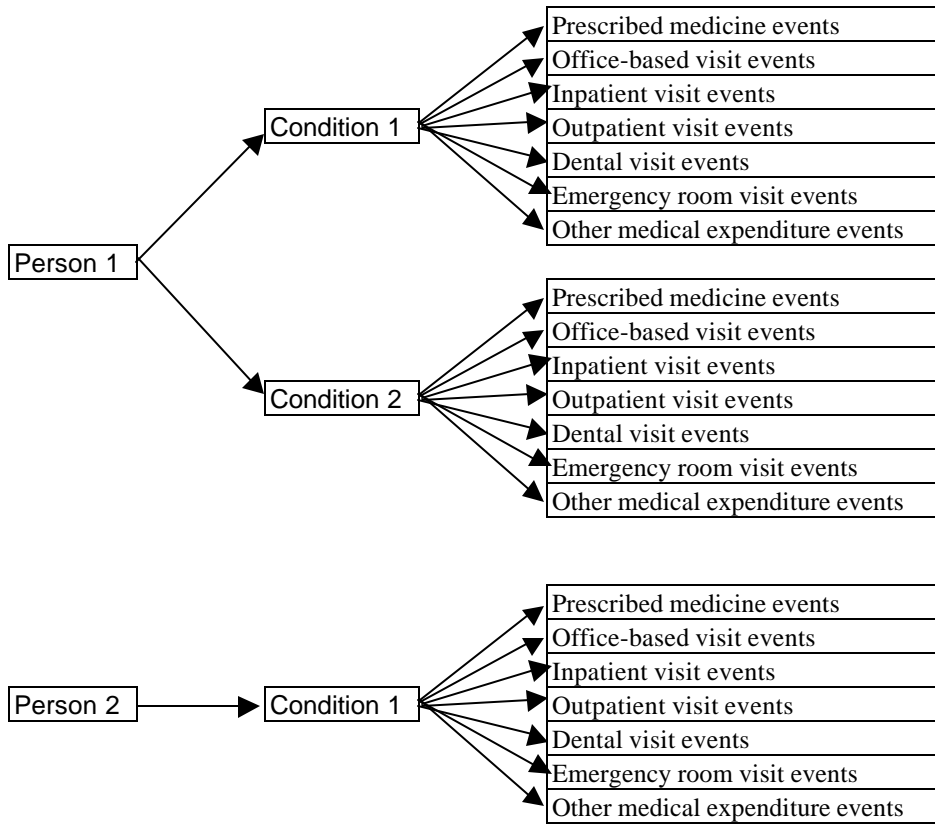 Prescribed medicine events
Office-based visit events
Inpatient visit events
Condition 1
Outpatient visit events
Dental visit events
Emergency room visit events
Other medical expenditure events
Person 1
Prescribed medicine events
Office-based visit events
Inpatient visit events
Condition 2
Outpatient visit events
Dental visit events
Emergency room visit events
Other medical expenditure events
Prescribed medicine events
Office-based visit events
Inpatient visit events
Person 2
Condition 1
Outpatient visit events
Dental visit events
Emergency room visit events
Other medical expenditure events